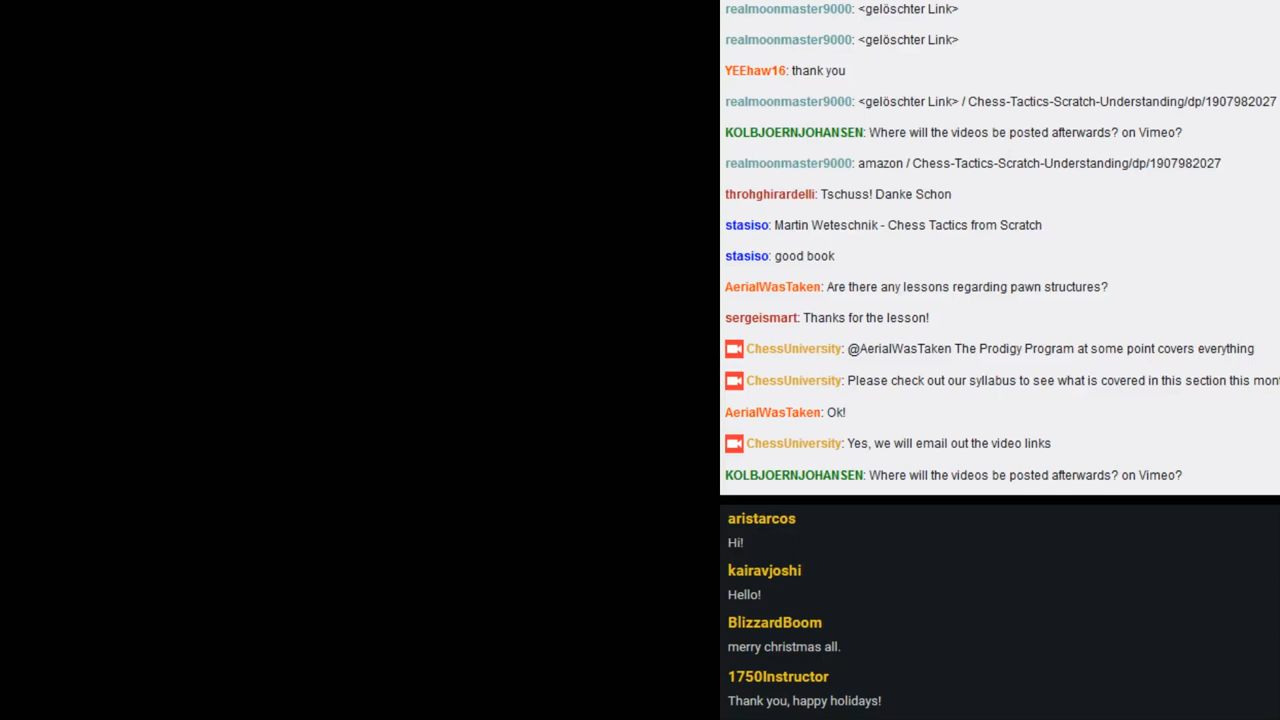 realmoonmaster9000: <gelöschter Link>
realmoonmaster9000: <gelöschter Link>
YEEhaw16: thank you
realmoonmaster9000: <gelöschter Link> / Chess-Tactics-Scratch-Understanding/dp/1907982027
KOLBJOERNJOHANSEN: Where will the videos be posted afterwards? on Vimeo?
realmoonmaster9000: amazon / Chess-Tactics-Scratch-Understanding/dp/1907982027
throhghirardelli: Tschuss! Danke Schon
stasiso: Martin Weteschnik - Chess Tactics from Scratch
stasiso: good book
AerialWasTaken: Are there any lessons regarding pawn structures?
sergeismart: Thanks for the lesson!
ChessUniversity: @AerialWasTaken The Prodigy Program at some point covers everything
ChessUniversity: Please check out our syllabus to see what is covered in this section this mon
AerialWasTaken: Ok!
ChessUniversity: Yes, we will email out the video links
KOLBJOERNJOHANSEN: Where will the videos be posted afterwards? on Vimeo?
aristarcos
Hi!
kairavjoshi
Hello!
BlizzardBoom
merry christmas all.
1750Instructor
Thank you, happy holidays!